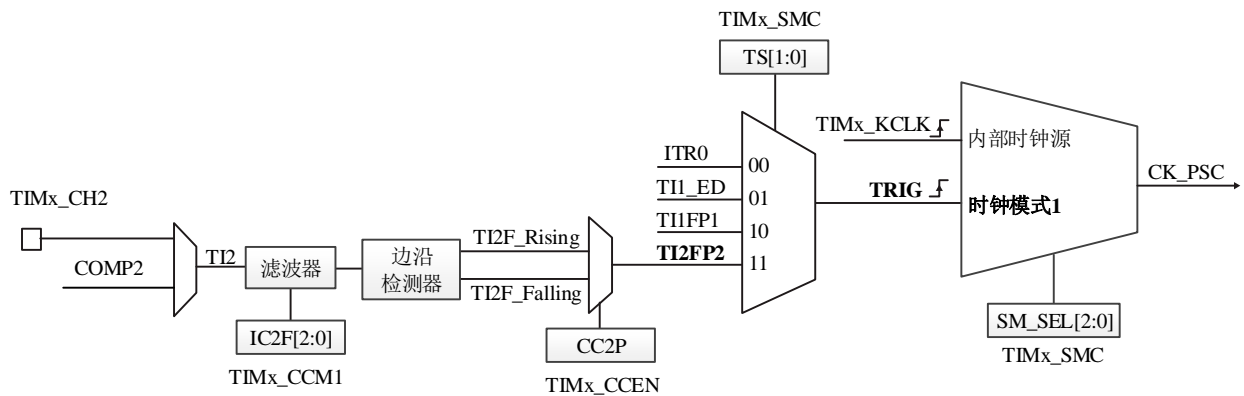 TIMx_SMC
TS[1:0]
TIMx_KCLK
内部时钟源
ITR0
00
CK_PSC
TI1_ED
01
TRIG
时钟模式1
TIMx_CH2
TI1FP1
10
TI2F_Rising
TI2FP2
11
COMP2
TI2
滤波器
边沿
检测器
TI2F_Falling
IC2F[2:0]
CC2P
SM_SEL[2:0]
TIMx_SMC
TIMx_CCM1
TIMx_CCEN